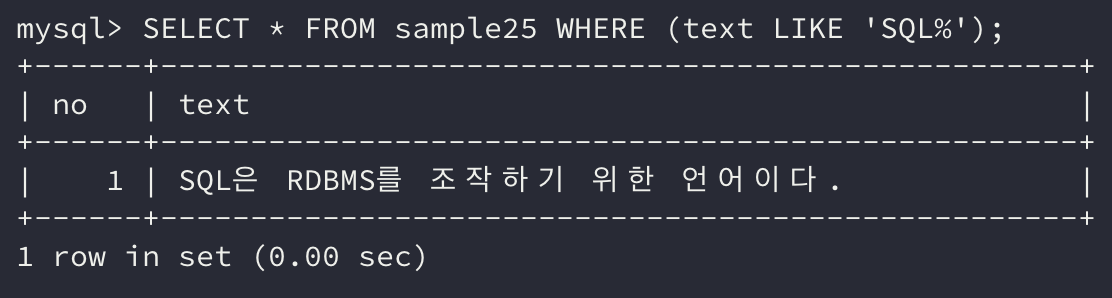 mysql> SELECT * FROM sample25 WHERE (text LIKE 'SQL%');
+------+---------------------------------------------------+
| no   | text                                              |
+------+---------------------------------------------------+
|    1 | SQL은 RDBMS를 조작하기 위한 언어이다.                          |
+------+---------------------------------------------------+
1 row in set (0.00 sec)